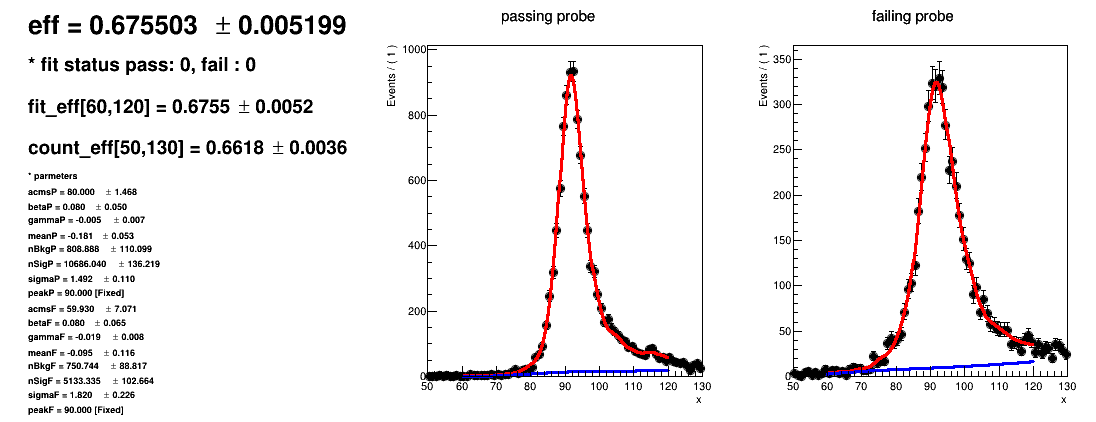 eff = 0.675503 ± 0.005199
* fit status pass: 0, fail : 0
fit_eff[60,120] = 0.6755 ± 0.0052
count_eff[50,130] = 0.6618 ± 0.0036
* parmeters
acmsP = 80.000 ± 1.468
betaP = 0.080 ± 0.050
gammaP = -0.005 ± 0.007
meanP = -0.181 ± 0.053
nBkgP = 808.888 ± 110.099
nSigP = 10686.040 ± 136.219
sigmaP = 1.492 ± 0.110
peakP = 90.000 [Fixed]
acmsF = 59.930 ± 7.071
betaF = 0.080 ± 0.065
gammaF = -0.019 ± 0.008
meanF = -0.095 ± 0.116
nBkgF = 750.744 ± 88.817
nSigF = 5133.335 ± 102.664
sigmaF = 1.820 ± 0.226
peakF = 90.000 [Fixed]
passing probe
Events / ( 1 )
1000
800
600
400
200
0
50 60 70 80 90 100 110 120 130
x
failing probe
Events / ( 1 )
350
300
250
200
150
100
50
0
50 60 70 80 90 100 110 120 130
x